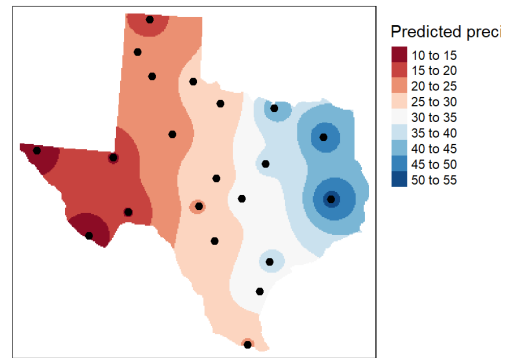 Predicted preci
10 to 15
15 to 20
20 to 25
25 to 30
30 to 35
35 to 40
40 to 45
45 to 50
50 to 55